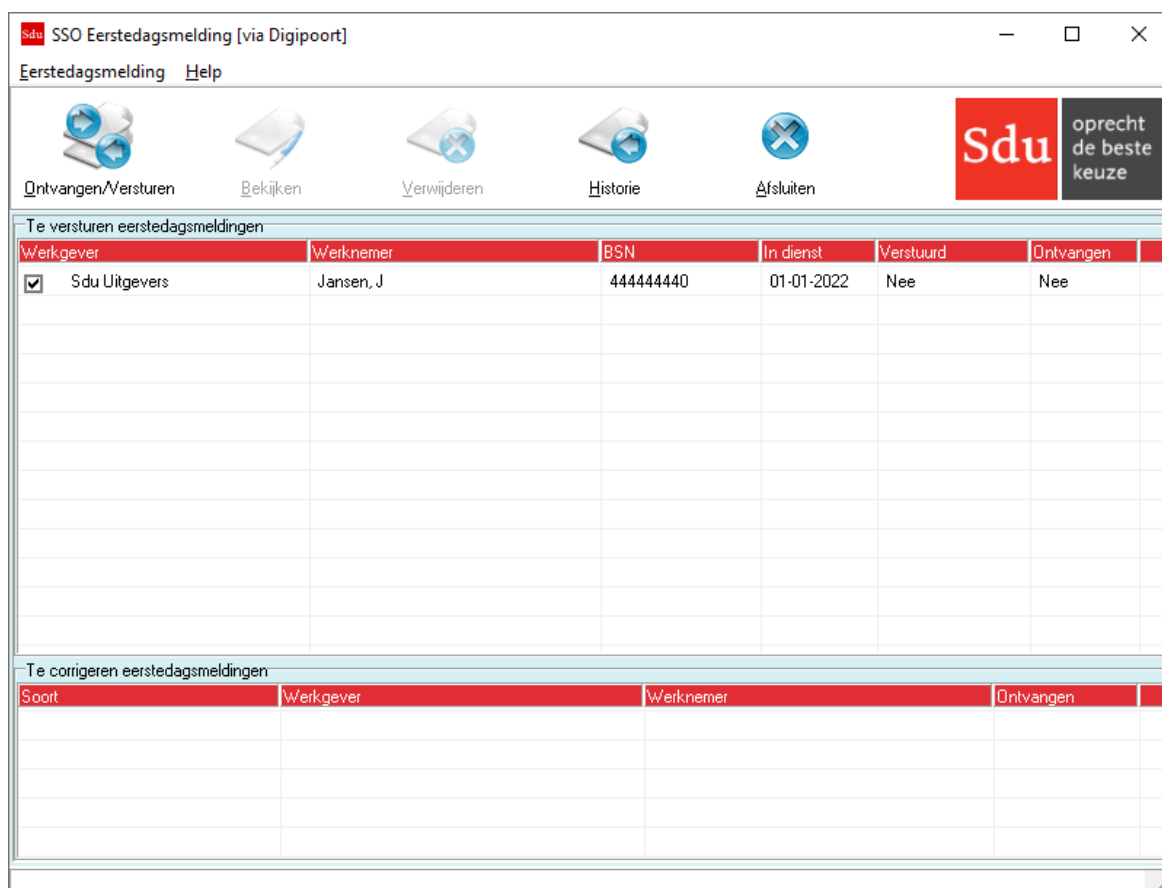 Sdu SSO Eerstedagsmelding [via Digipoort]
Eerstedagsmelding Help
Ontvangen/Versturen Bekijken Verwijderen Historie Afsluiten
Sdu
oprecht
de beste
keuze
Te versturen eerstedagsmeldingen
Werkgever Werknemer BSN In dienst Verstuurd Ontvangen
Sdu Uitgevers Jansen, J 444444440 01-01-2022 Nee Nee
Te corrigeren eerstedagsmeldingen
Soort Werkgever Werknemer Ontvangen